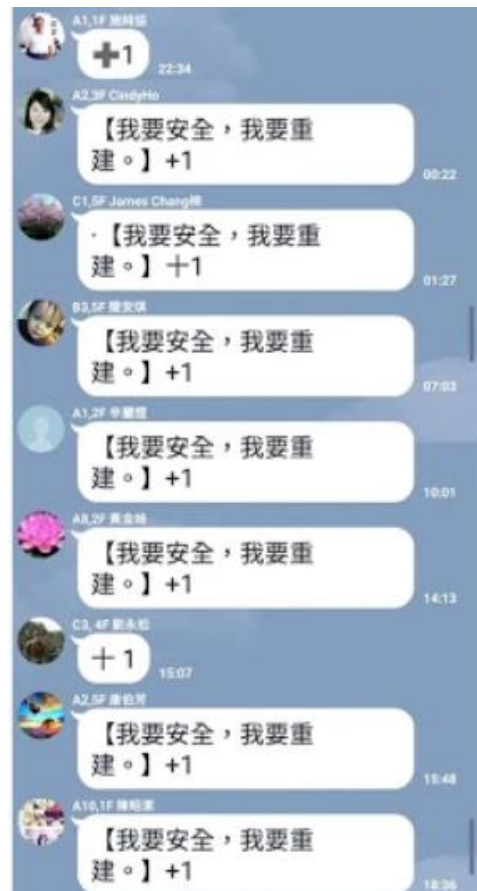 A1,1F
➕1
22:34
A2,3F CindyHo
【我要安全，我要重
建。】+1
00:22
C1,5F James Chang
·【我要安全，我要重
建。】十1
01:27
B3,5F
【我要安全，我要重
建。】+1
07:03
A1,2F
【我要安全，我要重
建。】+1
10:01
A8,2F
【我要安全，我要重
建。】+1
14:13
C3, 4F
十1
15:07
A2,5F
【我要安全，我要重
建。】+1
15:48
A10,1F
【我要安全，我要重
建。】+1
18:36